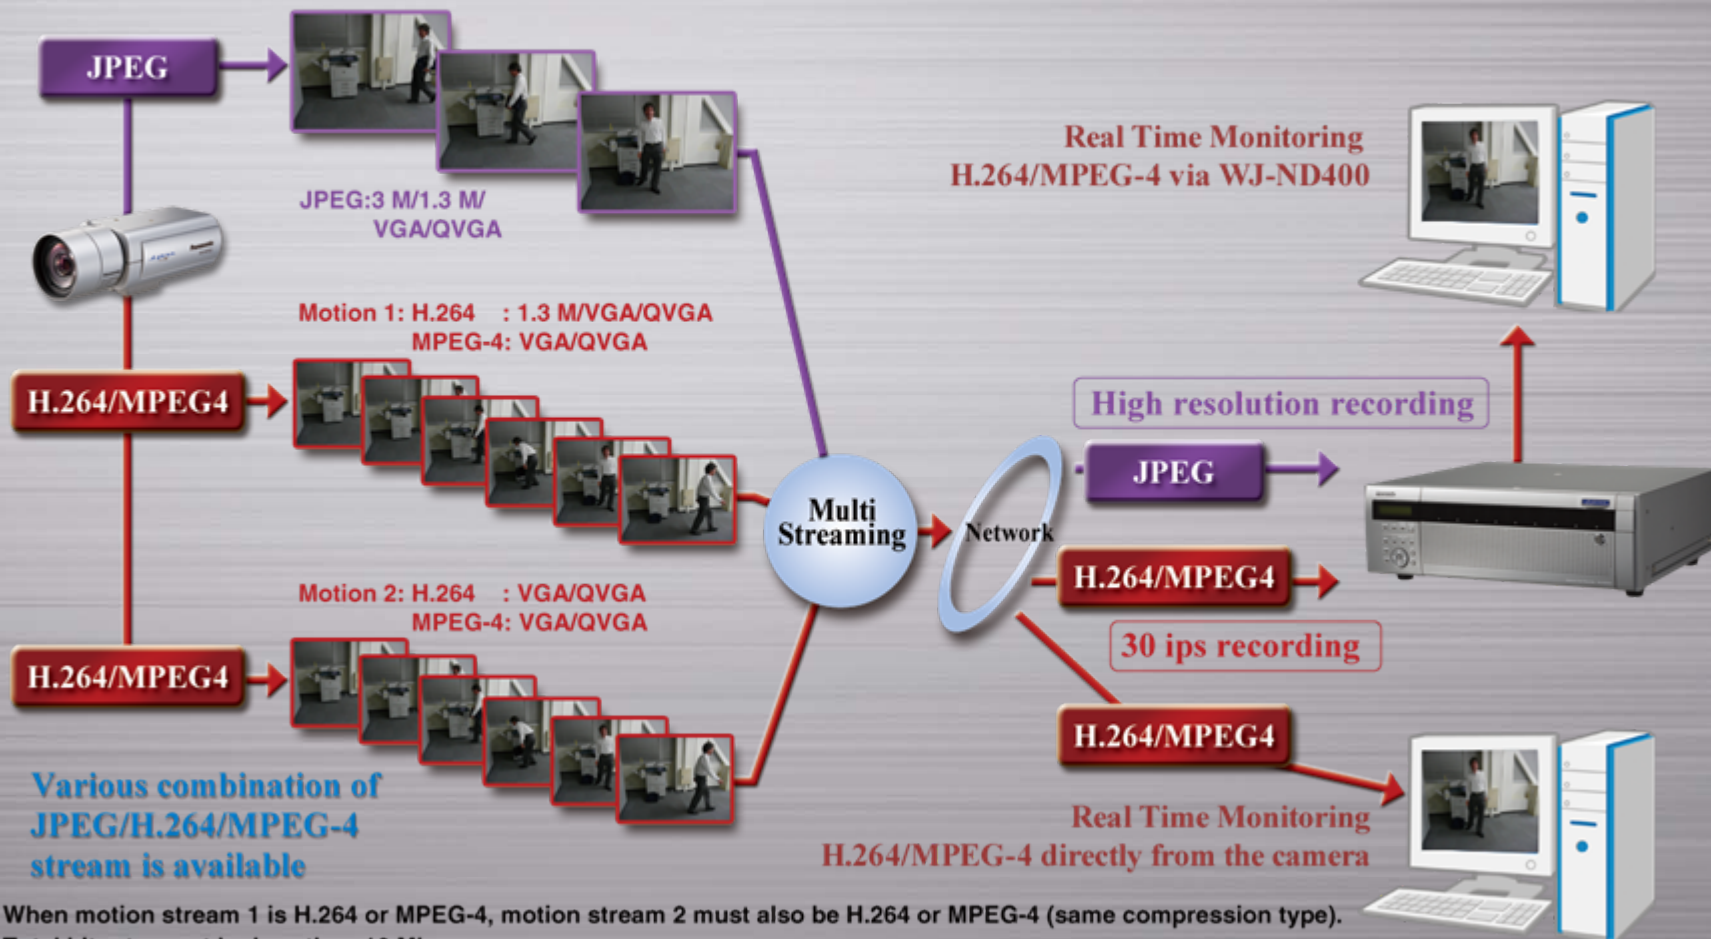 JPEG
JPEG:3 M/1.3 M/
VGA/QVGA
Panasonic
Motion 1: H.264 : 1.3 M/VGA/QVGA
MPEG-4: VGA/QVGA
H.264/MPEG4
Motion 2: H.264 : VGA/QVGA
MPEG-4: VGA/QVGA
H.264/MPEG4
Various combination of
JPEG/H.264/MPEG-4
stream is available
Multi
Streaming
Network
Real Time Monitoring
H.264/MPEG-4 via WJ-ND400
High resolution recording
JPEG
H.264/MPEG4
30 ips recording
H.264/MPEG4
Real Time Monitoring
H.264/MPEG-4 directly from the camera
When motion stream 1 is H.264 or MPEG-4, motion stream 2 must also be H.264 or MPEG-4 (same compression type).